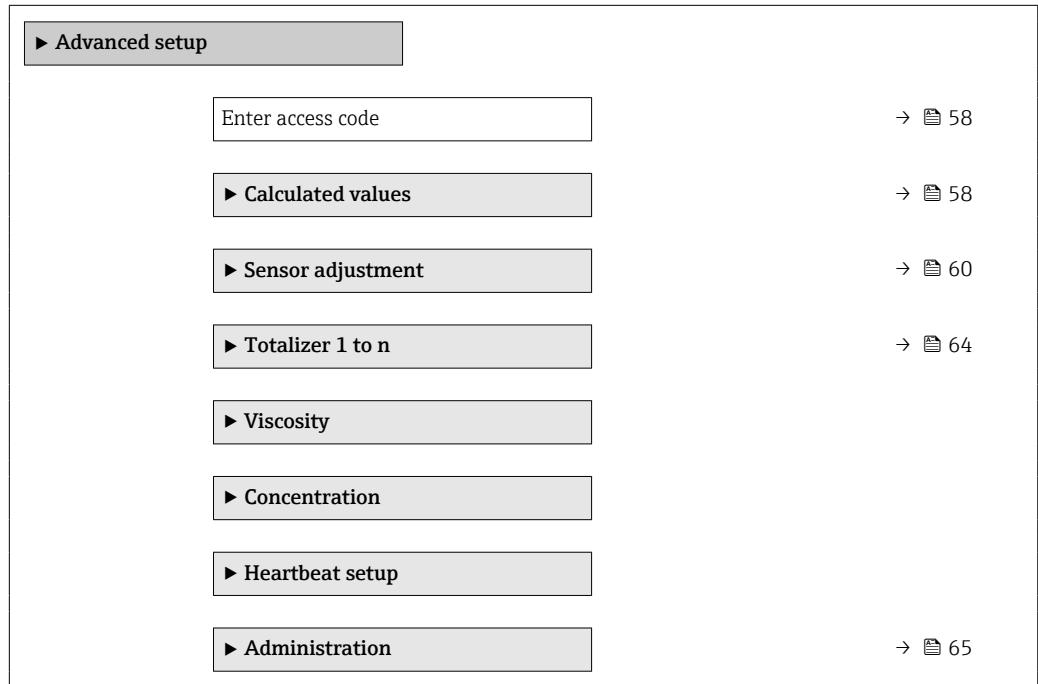 ▶ Advanced setup
Enter access code → 58
▶ Calculated values → 58
▶ Sensor adjustment → 60
▶ Totalizer 1 to n → 64
▶ Viscosity
▶ Concentration
▶ Heartbeat setup
▶ Administration → 65